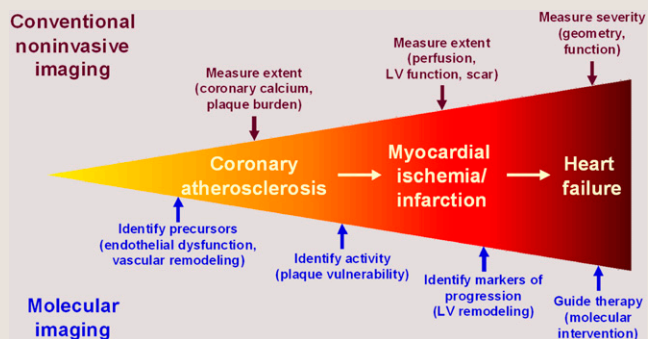 Conventional
noninvasive
imaging
Measure extent
(coronary calcium,
plaque burden)
Measure extent
(perfusion,
LV function, scar)
Measure severity
(geometry,
function)
Coronary
atherosclerosis
Myocardial
ischemia/
infarction
Heart
failure
Identify precursors
(endothelial dysfunction,
vascular remodeling)
Identify activity
(plaque vulnerability)
Identify markers of
progression
(LV remodeling)
Guide therapy
(molecular
intervention)
Molecular
imaging